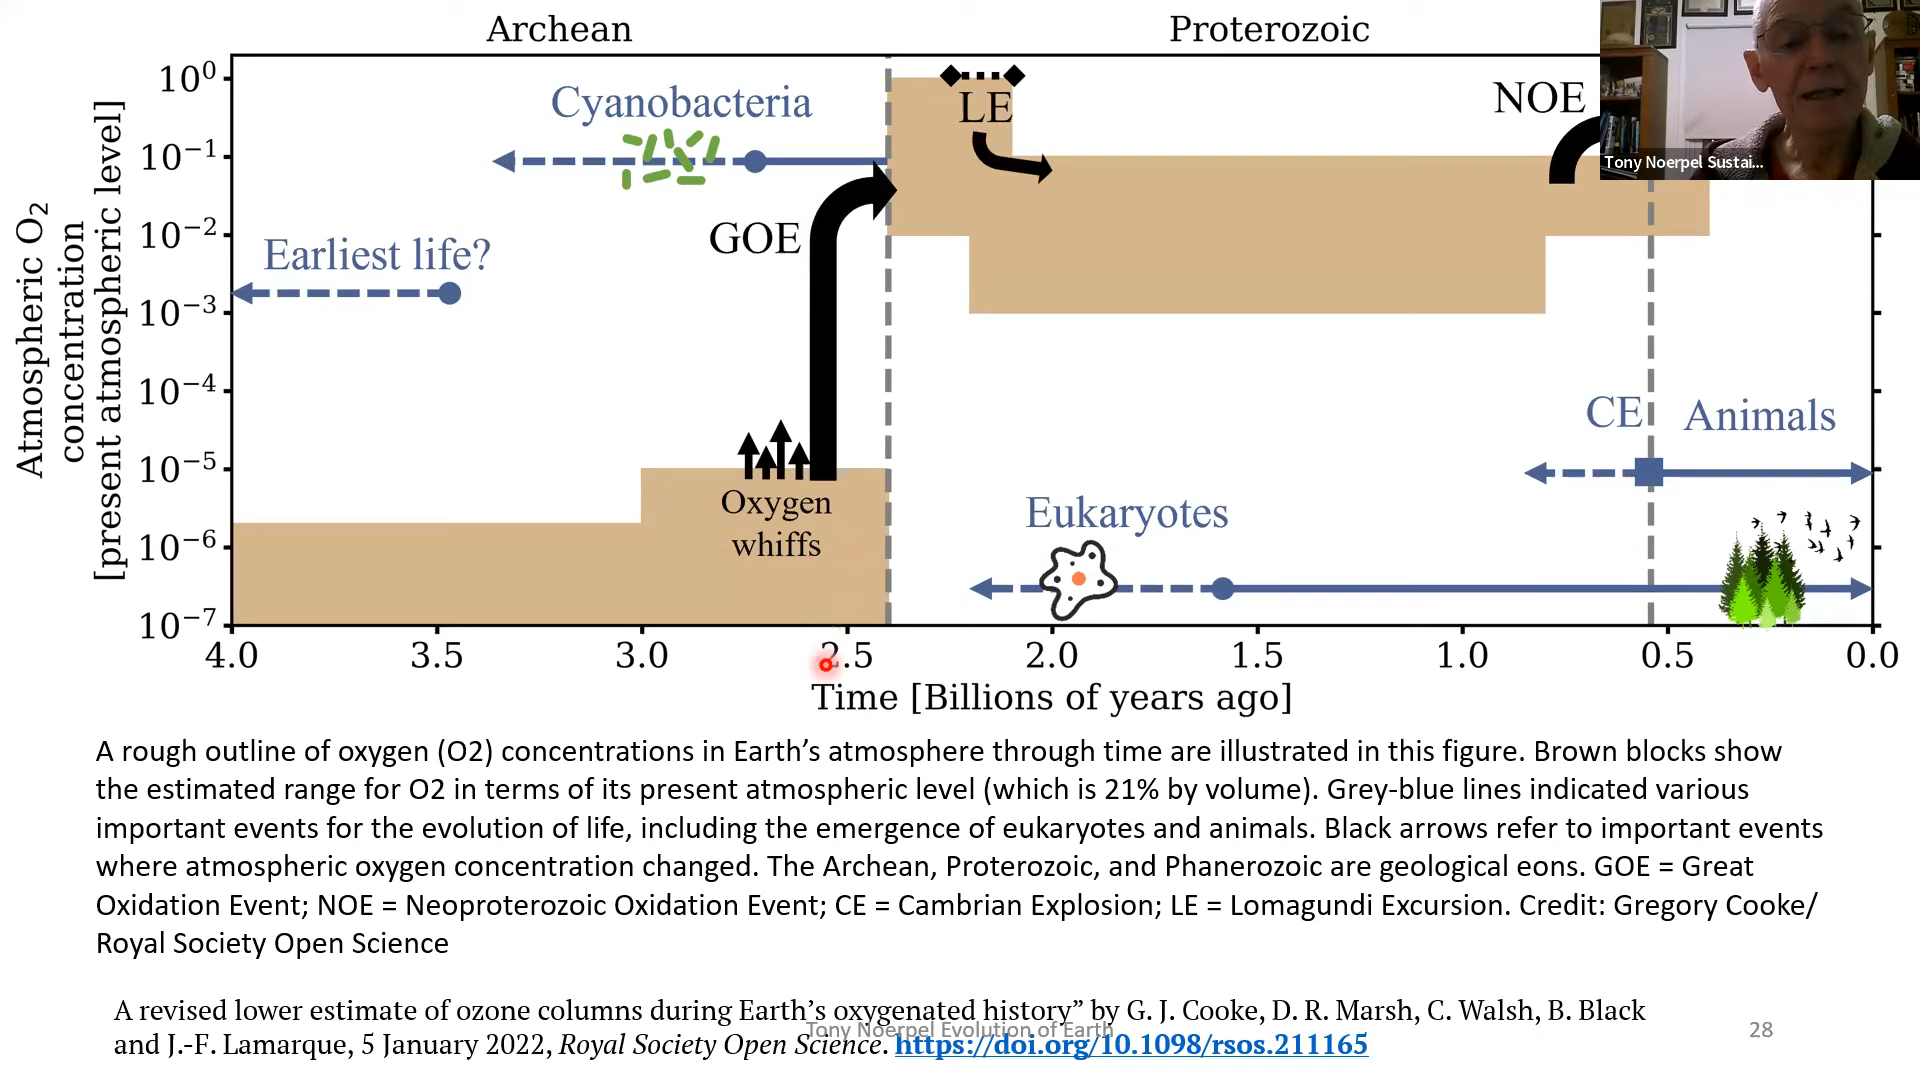 Archean
Proterozoic
10⁰
10⁻¹
10⁻²
10⁻³
10⁻⁴
10⁻⁵
10⁻⁶
10⁻⁷
Atmospheric O₂
concentration
[present atmospheric level]
Cyanobacteria
LE
NOE
Tony Noerpel Sustai...
GOE
Earliest life?
CE
Animals
Oxygen
whiffs
Eukaryotes
4.0 3.5 3.0 2.5 2.0 1.5 1.0 0.5 0.0
Time [Billions of years ago]
A rough outline of oxygen (O2) concentrations in Earth’s atmosphere through time are illustrated in this figure. Brown blocks show
the estimated range for O2 in terms of its present atmospheric level (which is 21% by volume). Grey-blue lines indicated various
important events for the evolution of life, including the emergence of eukaryotes and animals. Black arrows refer to important events
where atmospheric oxygen concentration changed. The Archean, Proterozoic, and Phanerozoic are geological eons. GOE = Great
Oxidation Event; NOE = Neoproterozoic Oxidation Event; CE = Cambrian Explosion; LE = Lomagundi Excursion. Credit: Gregory Cooke/
Royal Society Open Science
A revised lower estimate of ozone columns during Earth’s oxygenated history” by G. J. Cooke, D. R. Marsh, C. Walsh, B. Black
and J.-F. Lamarque, 5 January 2022, Royal Society Open Science. https://doi.org/10.1098/rsos.211165
Tony Noerpel Evolution of Earth
28